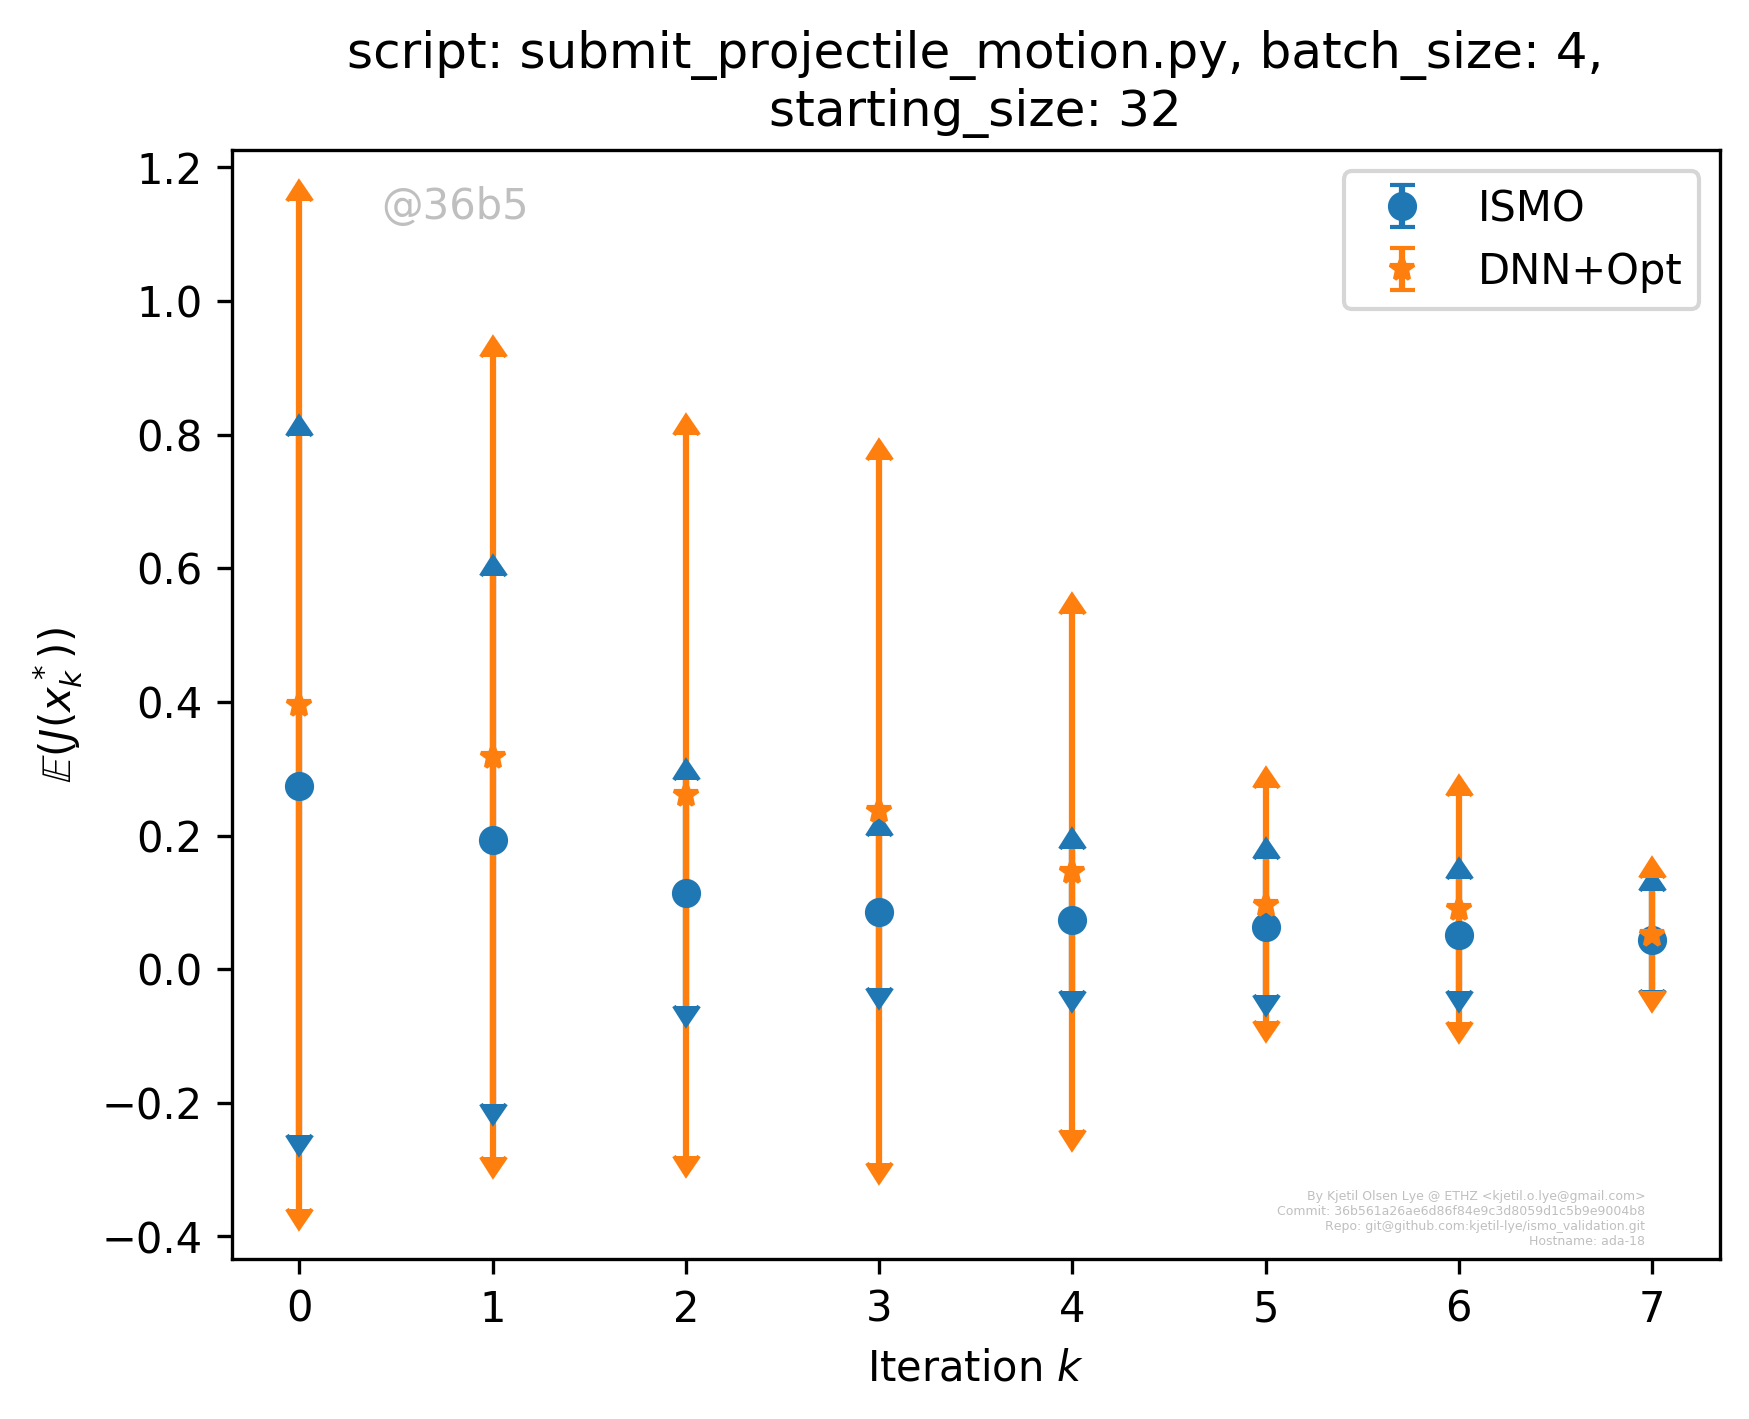 script: submit_projectile_motion.py, batch_size: 4,
starting_size: 32
1.2
1.0
0.8
0.6
0.4
0.2
0.0
−0.2
−0.4
𝔼(J(x*ₖ))
@36b5
ISMO
DNN+Opt
By Kjetil Olsen Lye @ ETHZ <kjetil.o.lye@gmail.com>
Commit: 36b561a26ae6d86f84e9c3d8059d1c5b9e9004b8
Repo: git@github.com:kjetil-lye/ismo_validation.git
Hostname: ada-18
0 1 2 3 4 5 6 7
Iteration k